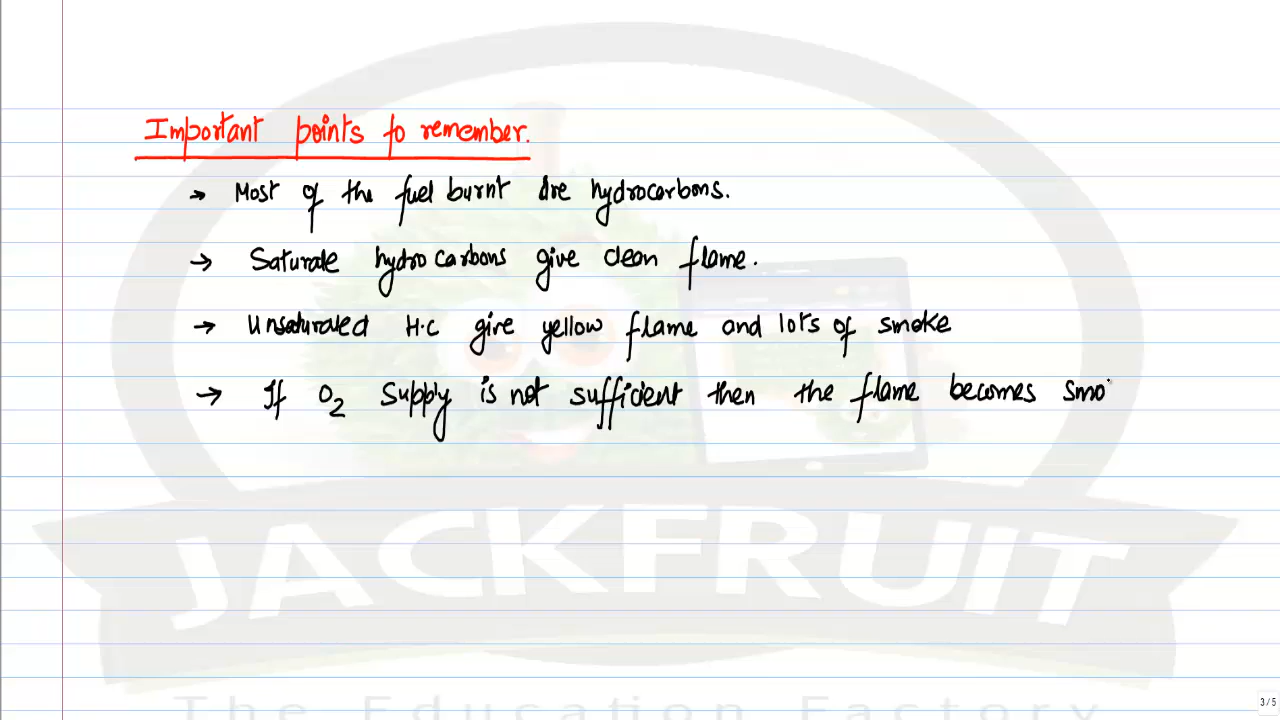 Important points to remember.
→ Most of the fuel burnt are hydrocarbons.
→ Saturate hydrocarbons give clean flame.
→ Unsaturated H.C give yellow flame and lots of smoke
→ If O2 supply is not sufficient then the flame becomes smo
JACKFRUIT
The Education Factory
3/5